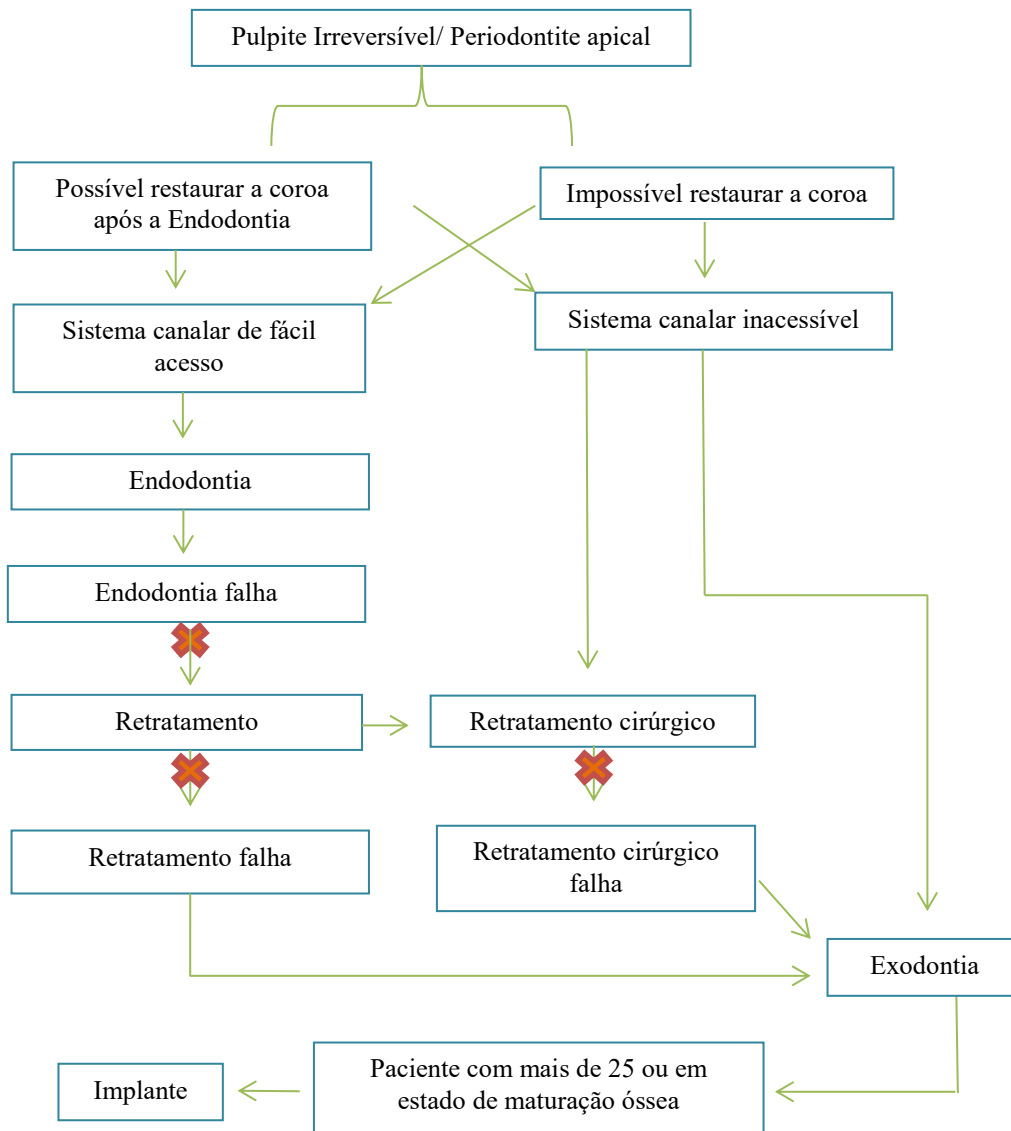 Pulpite Irreversível/ Periodontite apical
Possível restaurar a coroa
após a Endodontia
Impossível restaurar a coroa
Sistema canalar de fácil
acesso
Sistema canalar inacessível
Endodontia
Endodontia falha
Retratamento
Retratamento cirúrgico
Retratamento falha
Retratamento cirúrgico
falha
Exodontia
Paciente com mais de 25 ou em
estado de maturação óssea
Implante